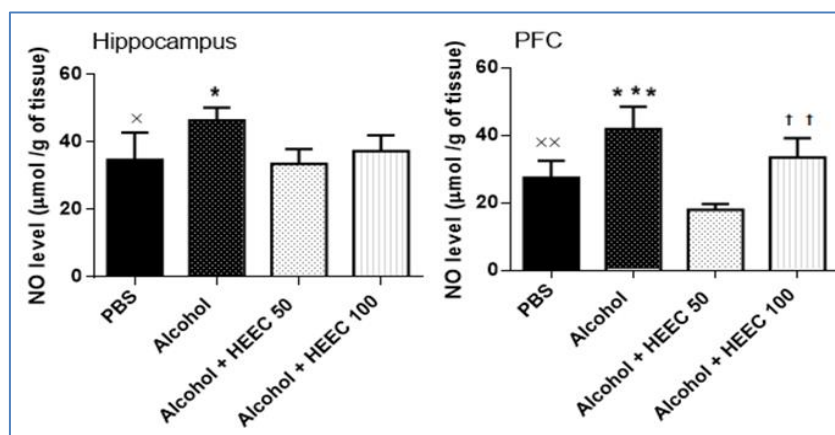 Hippocampus
NO level (μmol /g of tissue)
60
40
20
0
×
*
PBS
Alcohol
Alcohol + HEEC 50
Alcohol + HEEC 100
PFC
NO level (μmol /g of tissue)
60
40
20
0
××
***
† †
PBS
Alcohol
Alcohol + HEEC 50
Alcohol + HEEC 100